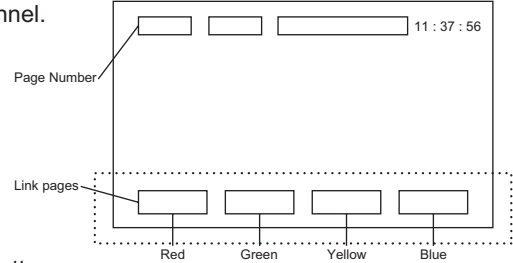 nnel.
11 : 37 : 56
Page Number
Link pages
Red Green Yellow Blue